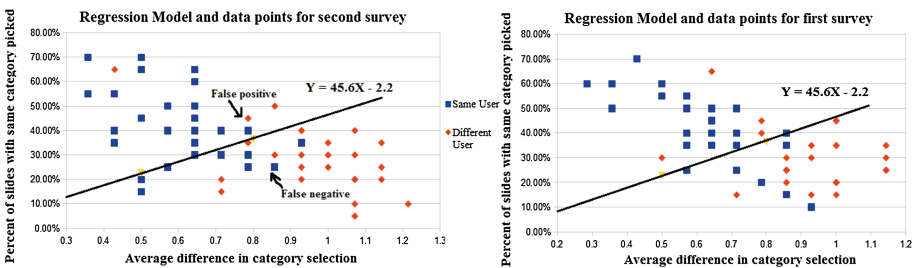 Regression Model and data points for second survey
Percent of slides with same category picked
80.00%
70.00%
60.00%
50.00%
40.00%
30.00%
20.00%
10.00%
0.00%
False positive
Y = 45.6X - 2.2
False negative
0.3 0.4 0.5 0.6 0.7 0.8 0.9 1 1.1 1.2 1.3
Average difference in category selection
Same User
Different
User
Regression Model and data points for first survey
Percent of slides with same category picked
80.00%
70.00%
60.00%
50.00%
40.00%
30.00%
20.00%
10.00%
0.00%
Y = 45.6X - 2.2
0.2 0.3 0.4 0.5 0.6 0.7 0.8 0.9 1 1.1 1.2
Average difference in category selection